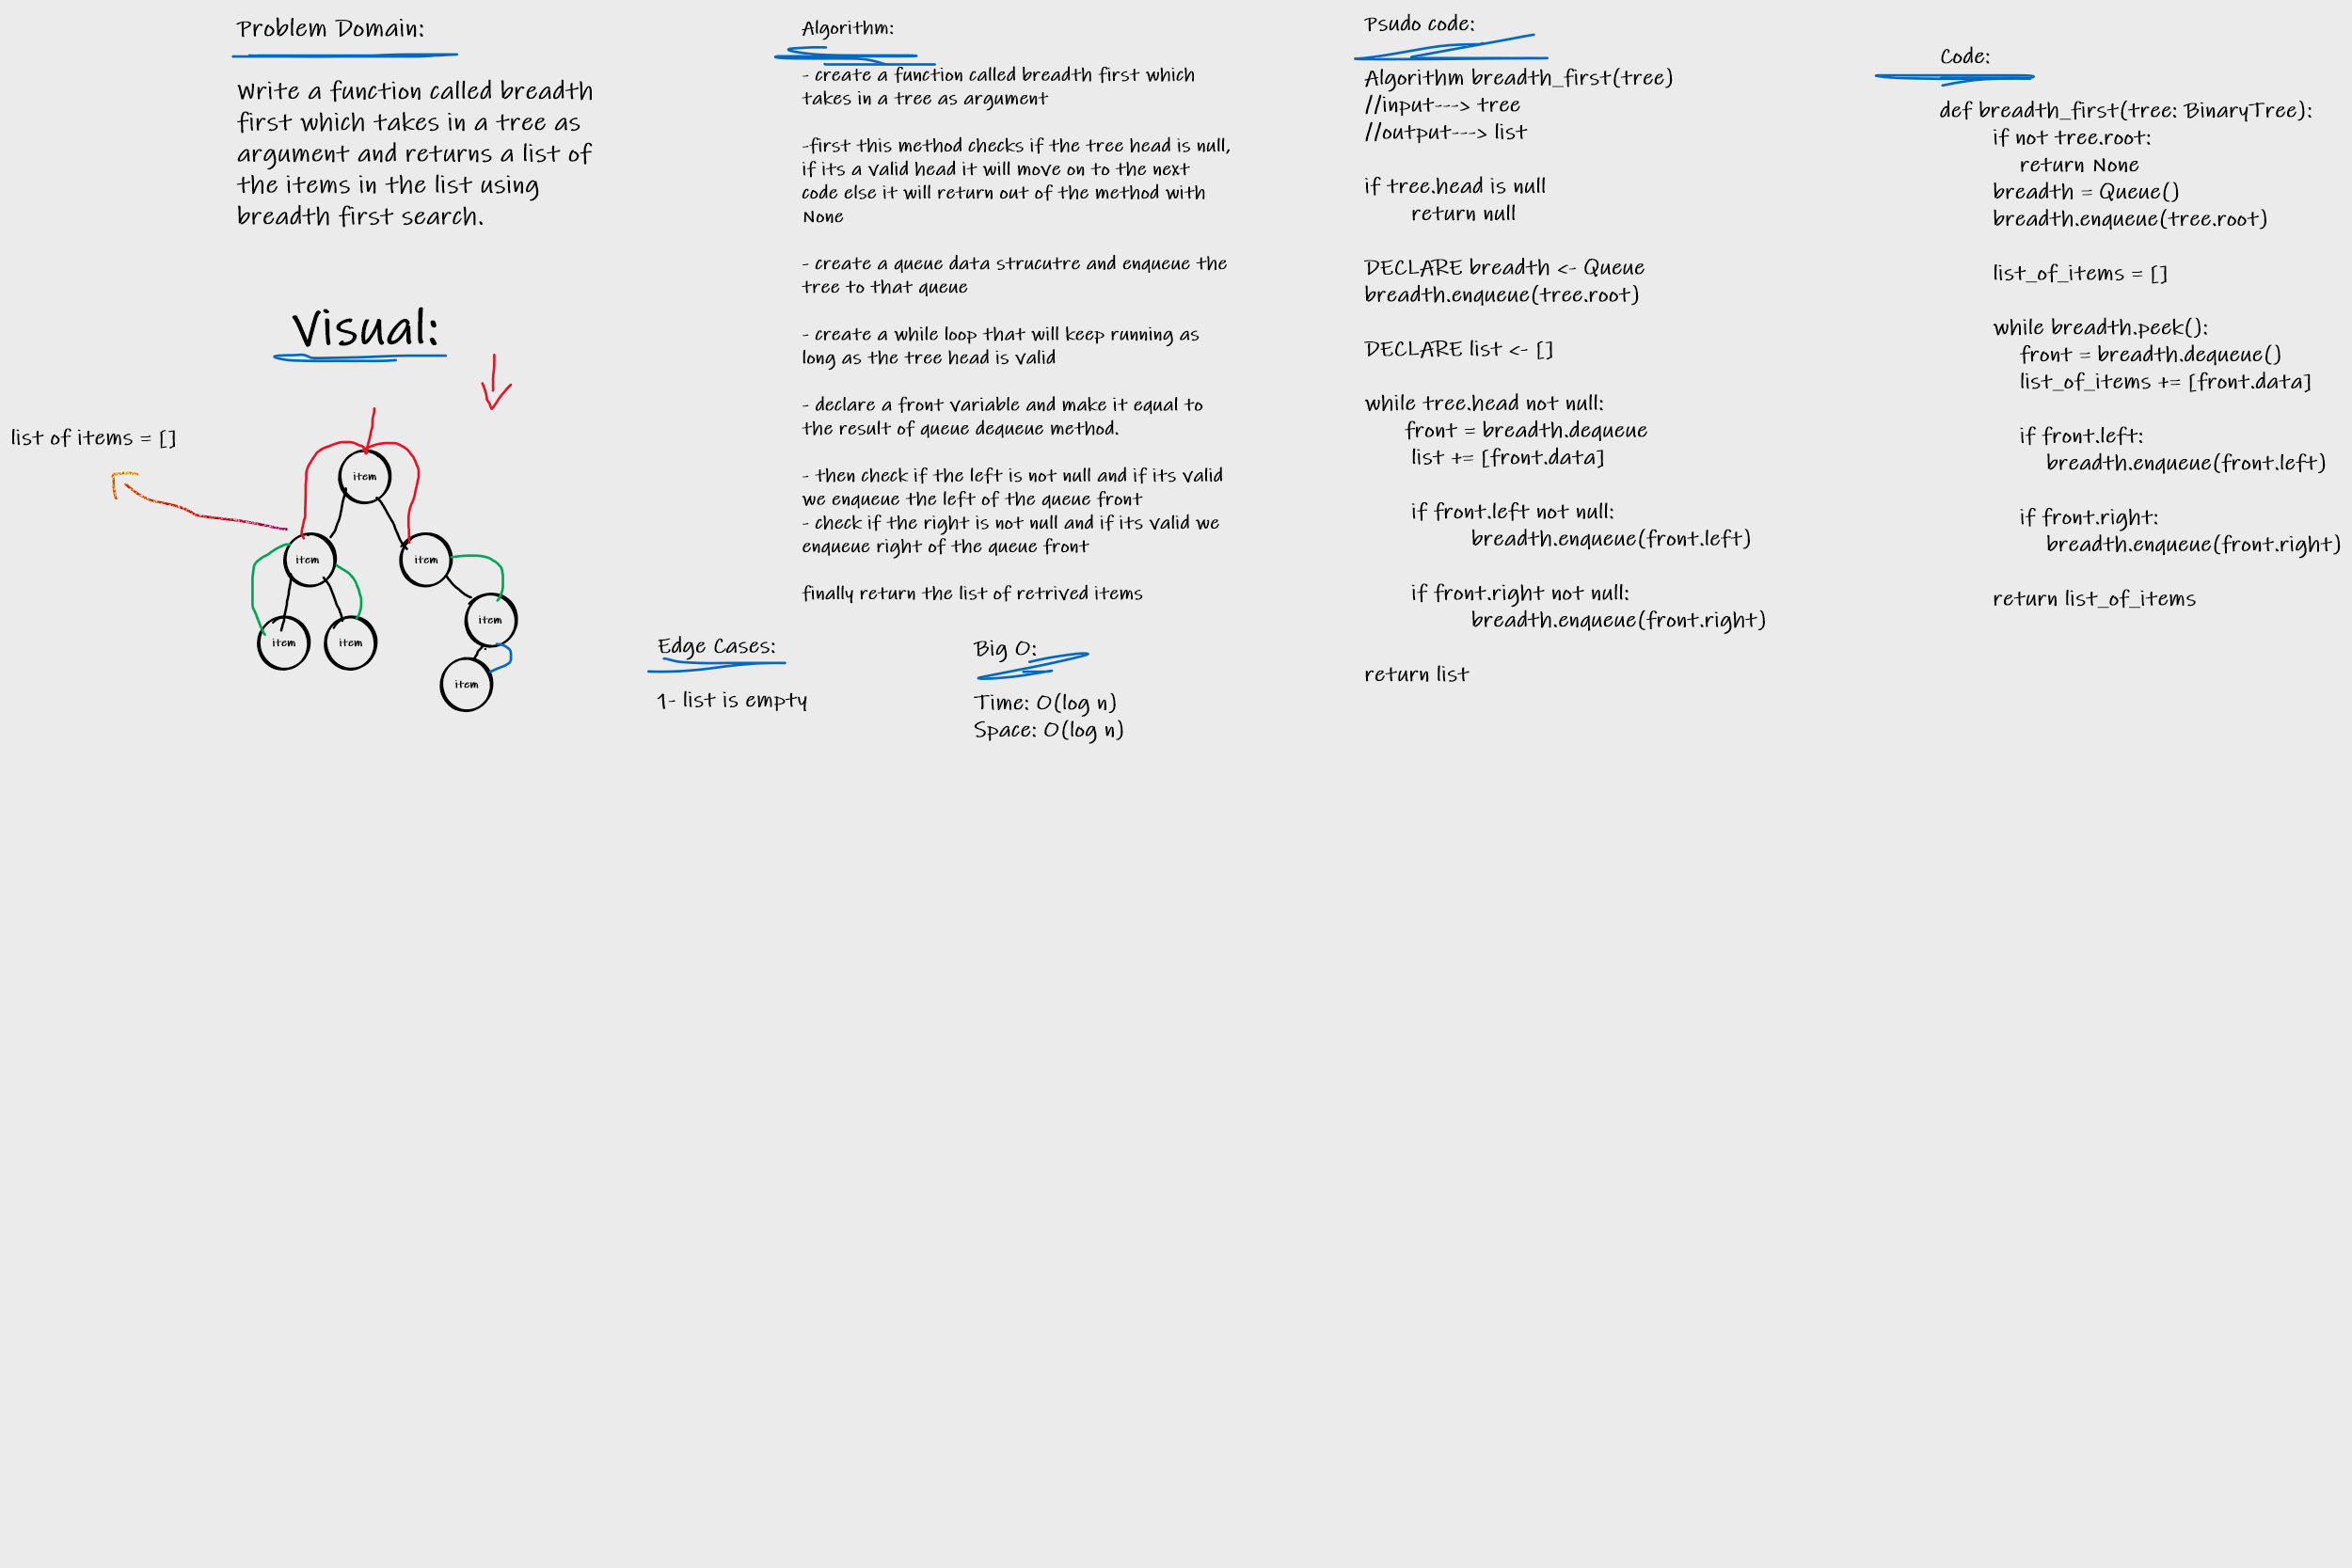 Problem Domain:
Write a function called breadth
first which takes in a tree as
argument and returns a list of
the items in the list using
breadth first search.
Visual:
list of items = []
item
item
item
item
item
item
item
Algorithm:
- create a function called breadth first which
takes in a tree as argument
-first this method checks if the tree head is null,
if its a valid head it will move on to the next
code else it will return out of the method with
None
- create a queue data strucutre and enqueue the
tree to that queue
- create a while loop that will keep running as
long as the tree head is valid
- declare a front variable and make it equal to
the result of queue dequeue method.
- then check if the left is not null and if its valid
we enqueue the left of the queue front
- check if the right is not null and if its valid we
enqueue right of the queue front
finally return the list of retrived items
Edge Cases:
1- list is empty
Big O:
Time: O(log n)
Space: O(log n)
Psudo code:
Algorithm breadth_first(tree)
//input---> tree
//output---> list
if tree.head is null
return null
DECLARE breadth <- Queue
breadth.enqueue(tree.root)
DECLARE list <- []
while tree.head not null:
front = breadth.dequeue
list += [front.data]
if front.left not null:
breadth.enqueue(front.left)
if front.right not null:
breadth.enqueue(front.right)
return list
Code:
def breadth_first(tree: BinaryTree):
if not tree.root:
return None
breadth = Queue()
breadth.enqueue(tree.root)
list_of_items = []
while breadth.peek():
front = breadth.dequeue()
list_of_items += [front.data]
if front.left:
breadth.enqueue(front.left)
if front.right:
breadth.enqueue(front.right)
return list_of_items